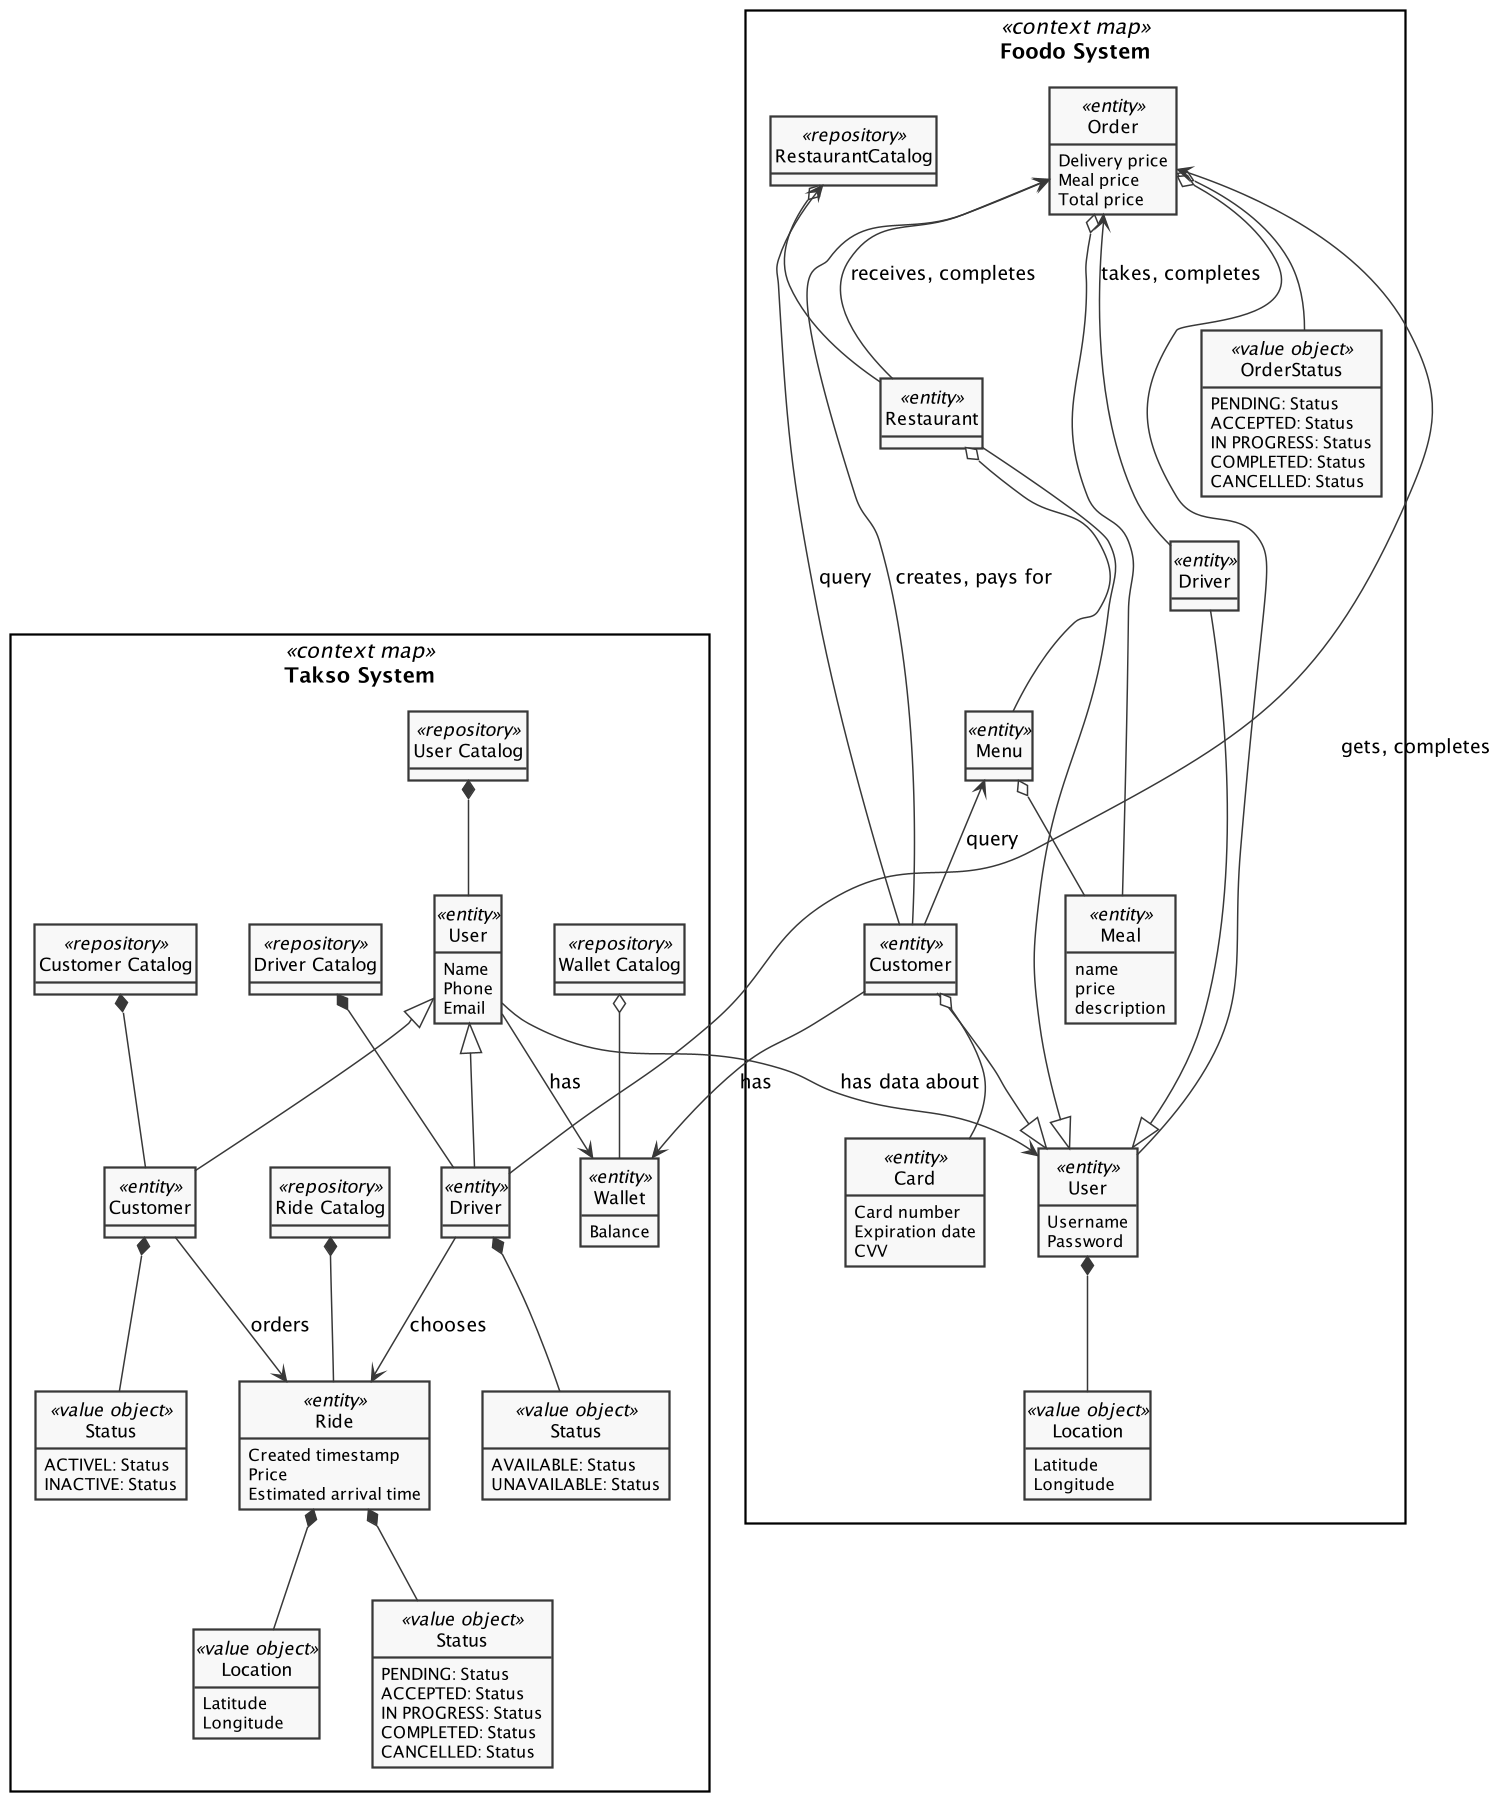 «context map»
Foodo System
«entity»
Order
Delivery price
Meal price
Total price
«repository»
RestaurantCatalog
receives, completes
takes, completes
«value object»
OrderStatus
PENDING: Status
ACCEPTED: Status
IN PROGRESS: Status
COMPLETED: Status
CANCELLED: Status
«entity»
Restaurant
«entity»
Driver
query
creates, pays for
gets, completes
«entity»
Menu
query
«entity»
Customer
«entity»
Meal
name
price
description
has
has data about
«entity»
Card
Card number
Expiration date
CVV
«entity»
User
Username
Password
«value object»
Location
Latitude
Longitude
«context map»
Takso System
«repository»
User Catalog
«entity»
User
Name
Phone
Email
«repository»
Customer Catalog
«repository»
Driver Catalog
«repository»
Wallet Catalog
has
«entity»
Customer
«repository»
Ride Catalog
«entity»
Driver
«entity»
Wallet
Balance
orders
chooses
«value object»
Status
ACTIVEL: Status
INACTIVE: Status
«entity»
Ride
Created timestamp
Price
Estimated arrival time
«value object»
Status
AVAILABLE: Status
UNAVAILABLE: Status
«value object»
Location
Latitude
Longitude
«value object»
Status
PENDING: Status
ACCEPTED: Status
IN PROGRESS: Status
COMPLETED: Status
CANCELLED: Status